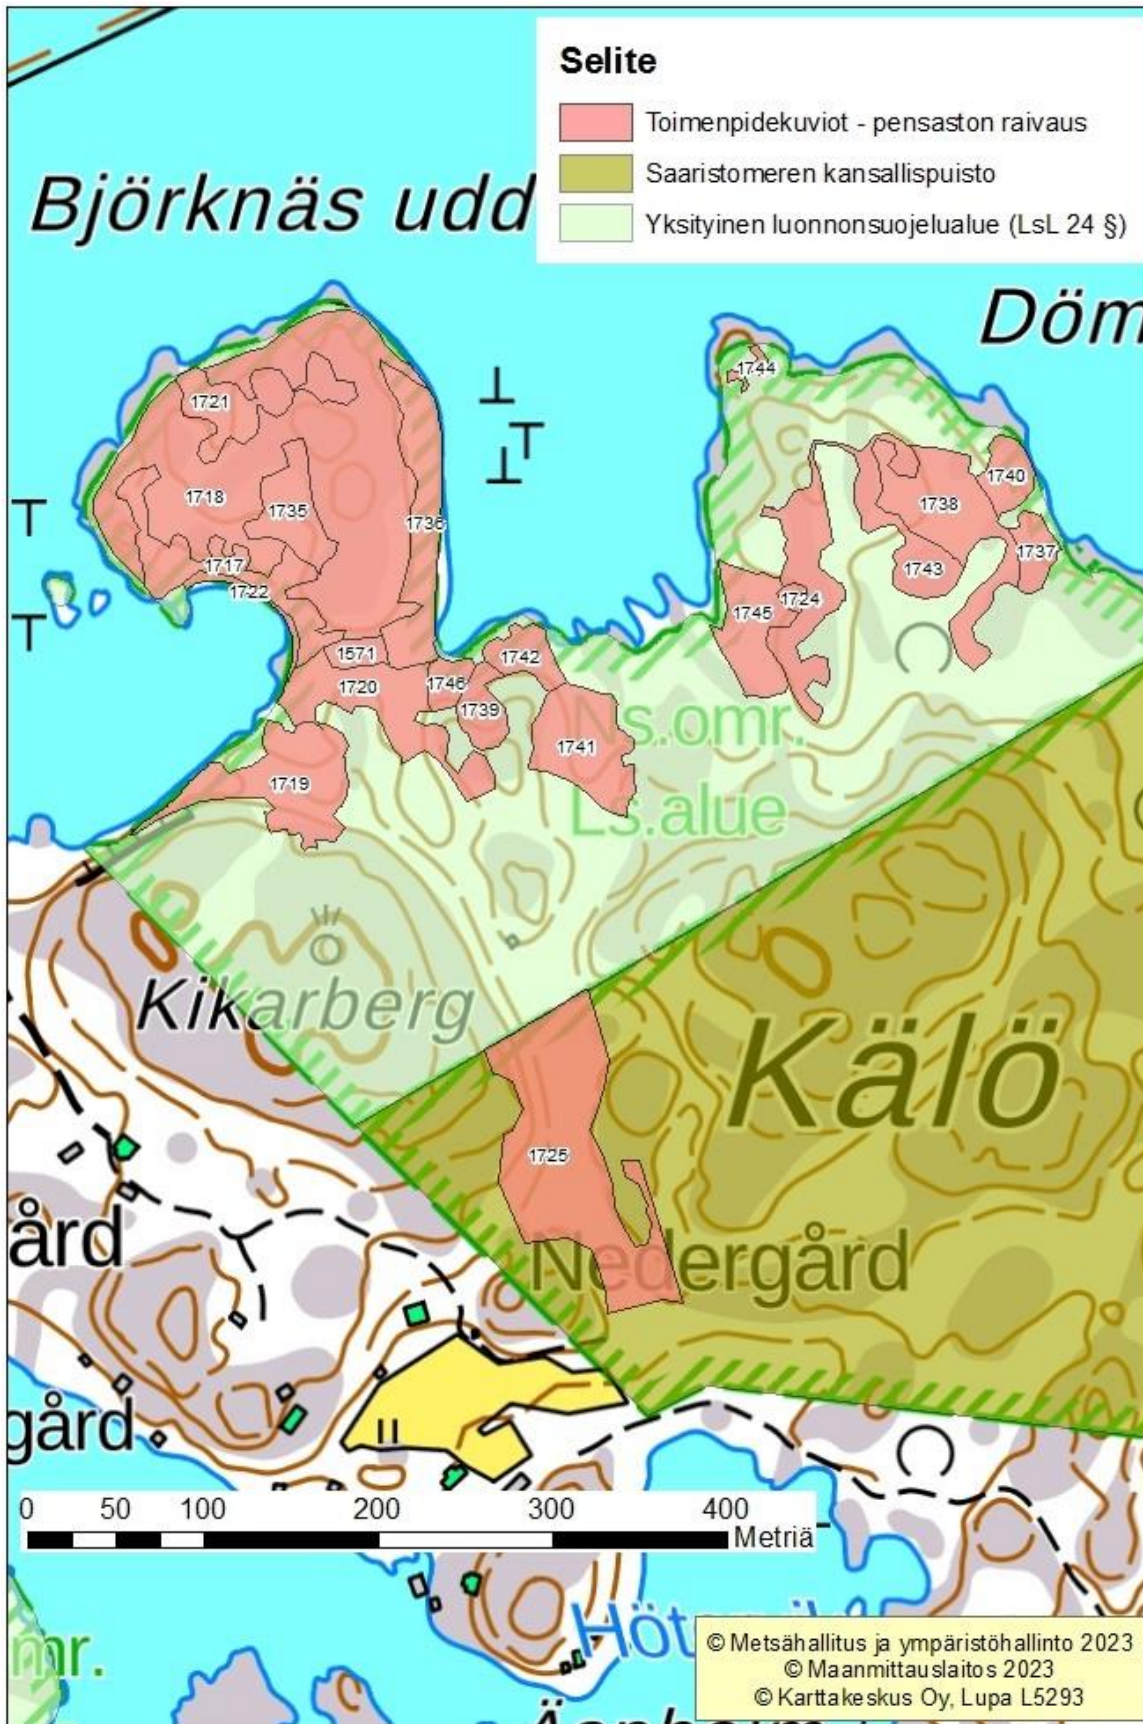 Selite
Toimenpidekuviot - pensaston raivaus
Saaristomeren kansallispuisto
Yksityinen luonnonsuojelualue (LsL 24 §)
Björknäs udd
Döm
1744
1721
1740
1718
1735
1738
1736
1737
1717
1743
1722
1724
1745
1571
1742
1720
1746
1739
Ns.omr.
1741
1719
Ls.alue
Kikarberg
Kälö
1725
ård
Nedergård
gård
0 50 100 200 300 400
Metriä
mr.
© Metsähallitus ja ympäristöhallinto 2023
© Maanmittauslaitos 2023
© Karttakeskus Oy, Lupa L5293